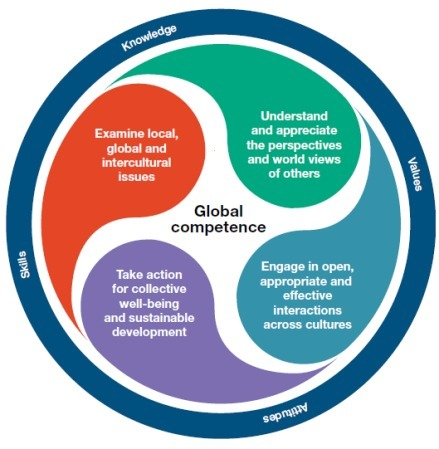 Knowledge
Examine local,
global and
intercultural
issues
Understand
and appreciate
the perspectives
and world views
of others
Values
Global
competence
Skills
Take action
for collective
well-being
and sustainable
development
Engage in open,
appropriate and
effective
interactions
across cultures
Attitudes